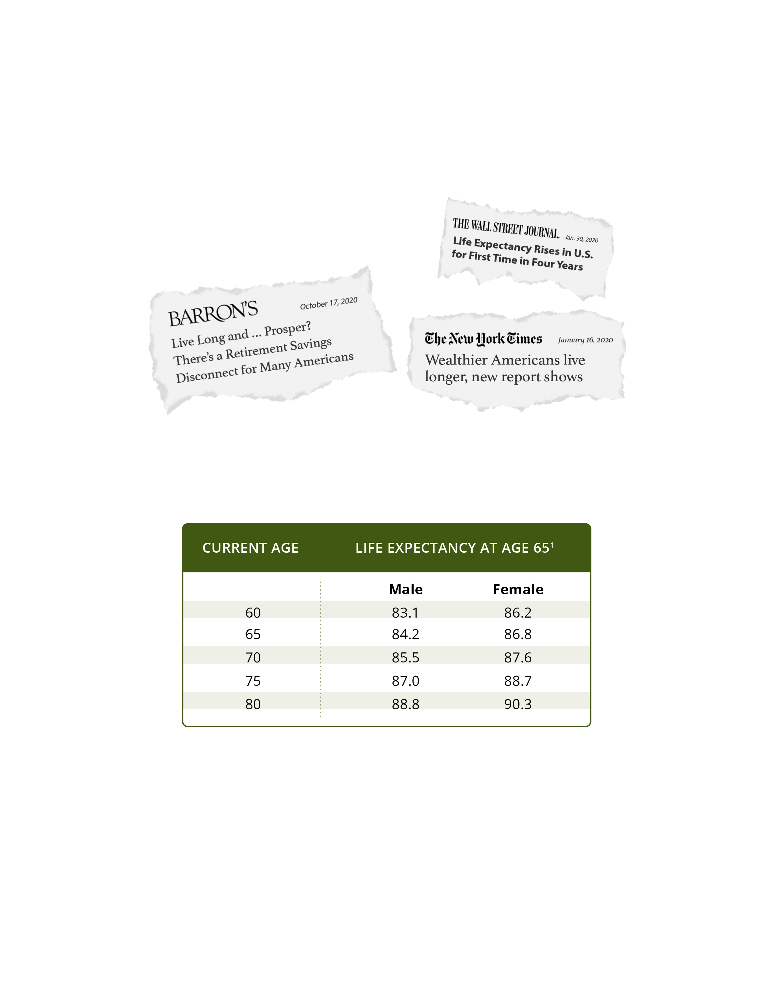 THE WALL STREET JOURNAL. Jan. 30, 2020
Life Expectancy Rises in U.S.
for First Time in Four Years
BARRON'S October 17, 2020
Live Long and ... Prosper?
There's a Retirement Savings
Disconnect for Many Americans
The New York Times January 16, 2020
Wealthier Americans live
longer, new report shows
CURRENT AGE LIFE EXPECTANCY AT AGE 65¹
Male Female
60 83.1 86.2
65 84.2 86.8
70 85.5 87.6
75 87.0 88.7
80 88.8 90.3